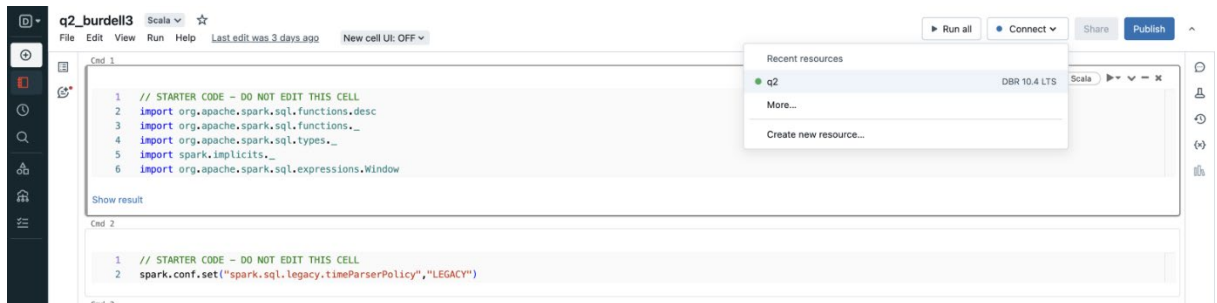 D
q2_burdell3 Scala
File Edit View Run Help Last edit was 3 days ago New cell UI: OFF
Run all Connect Share Publish
Recent resources
q2 DBR 10.4 LTS
More...
Create new resource...
Cmd 1
Scala
1 // STARTER CODE – DO NOT EDIT THIS CELL
2 import org.apache.spark.sql.functions.desc
3 import org.apache.spark.sql.functions._
4 import org.apache.spark.sql.types._
5 import spark.implicits._
6 import org.apache.spark.sql.expressions.Window
Show result
Cmd 2
1 // STARTER CODE – DO NOT EDIT THIS CELL
2 spark.conf.set("spark.sql.legacy.timeParserPolicy","LEGACY")